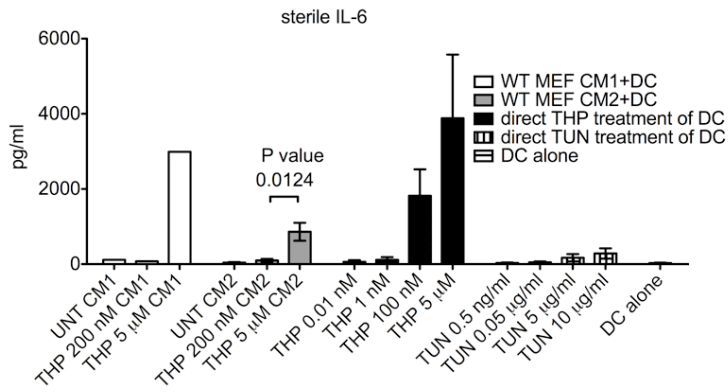 sterile IL-6
6000
4000
2000
0
pg/ml
WT MEF CM1+DC
WT MEF CM2+DC
direct THP treatment of DC
direct TUN treatment of DC
DC alone
P value
0.0124
UNT CM1
THP 200 nM CM1
THP 5 μM CM1
UNT CM2
THP 200 nM CM2
THP 5 μM CM2
THP 0.01 nM
THP 1 nM
THP 100 nM
THP 5 μM
TUN 0.5 ng/ml
TUN 0.05 μg/ml
TUN 5 μg/ml
TUN 10 μg/ml
DC alone